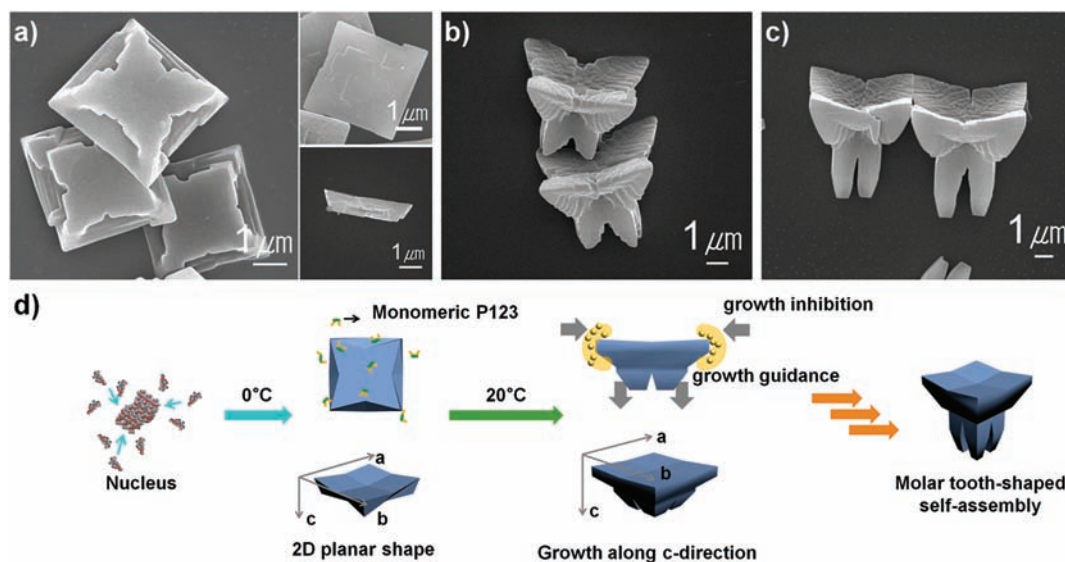 a)
1 μm
1 μm
1 μm
b)
1 μm
c)
1 μm
d)
Monomeric P123
growth inhibition
growth guidance
0°C
20°C
Nucleus
a
b
c
a
b
c
2D planar shape
Growth along c-direction
Molar tooth-shaped
self-assembly